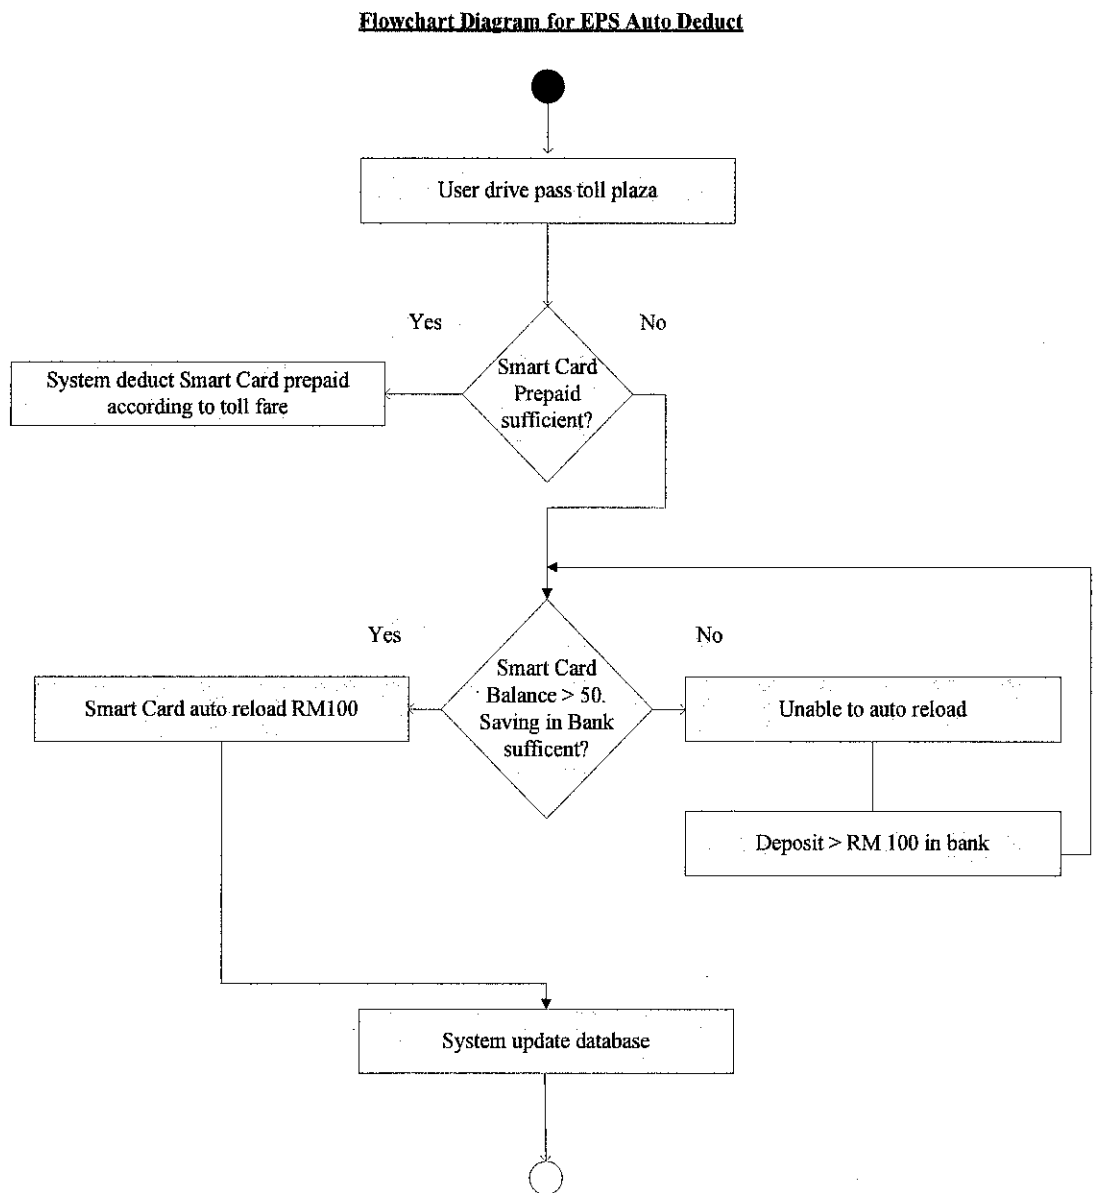 Flowchart Diagram for EPS Auto Deduct
User drive pass toll plaza
Yes
No
Smart Card
Prepaid
sufficient?
System deduct Smart Card prepaid
according to toll fare
Yes
No
Smart Card
Balance > 50.
Saving in Bank
sufficent?
Smart Card auto reload RM100
Unable to auto reload
Deposit > RM 100 in bank
System update database